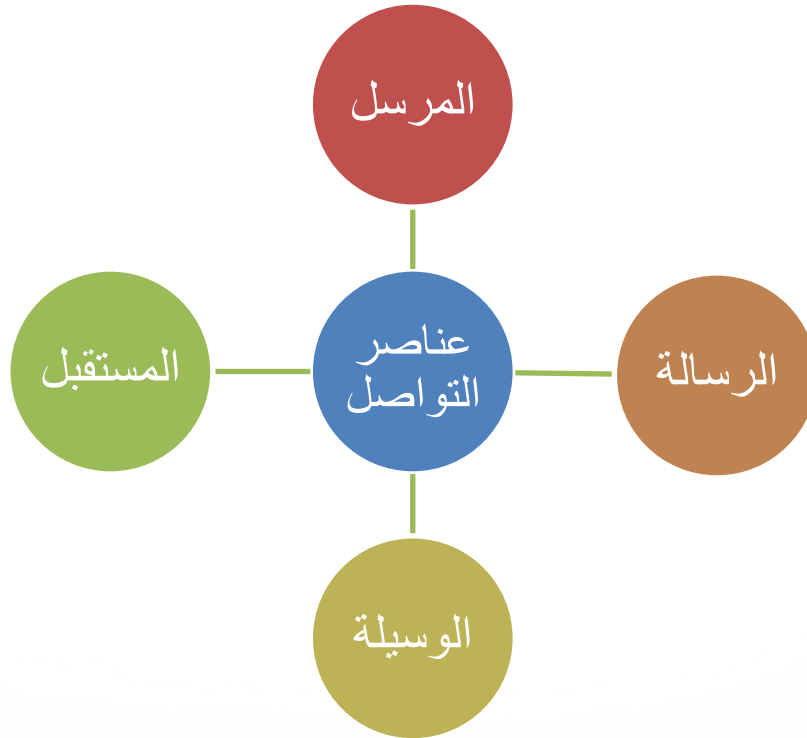 المرسل
عناصر
التواصل
الرسالة
المستقبل
الوسيلة